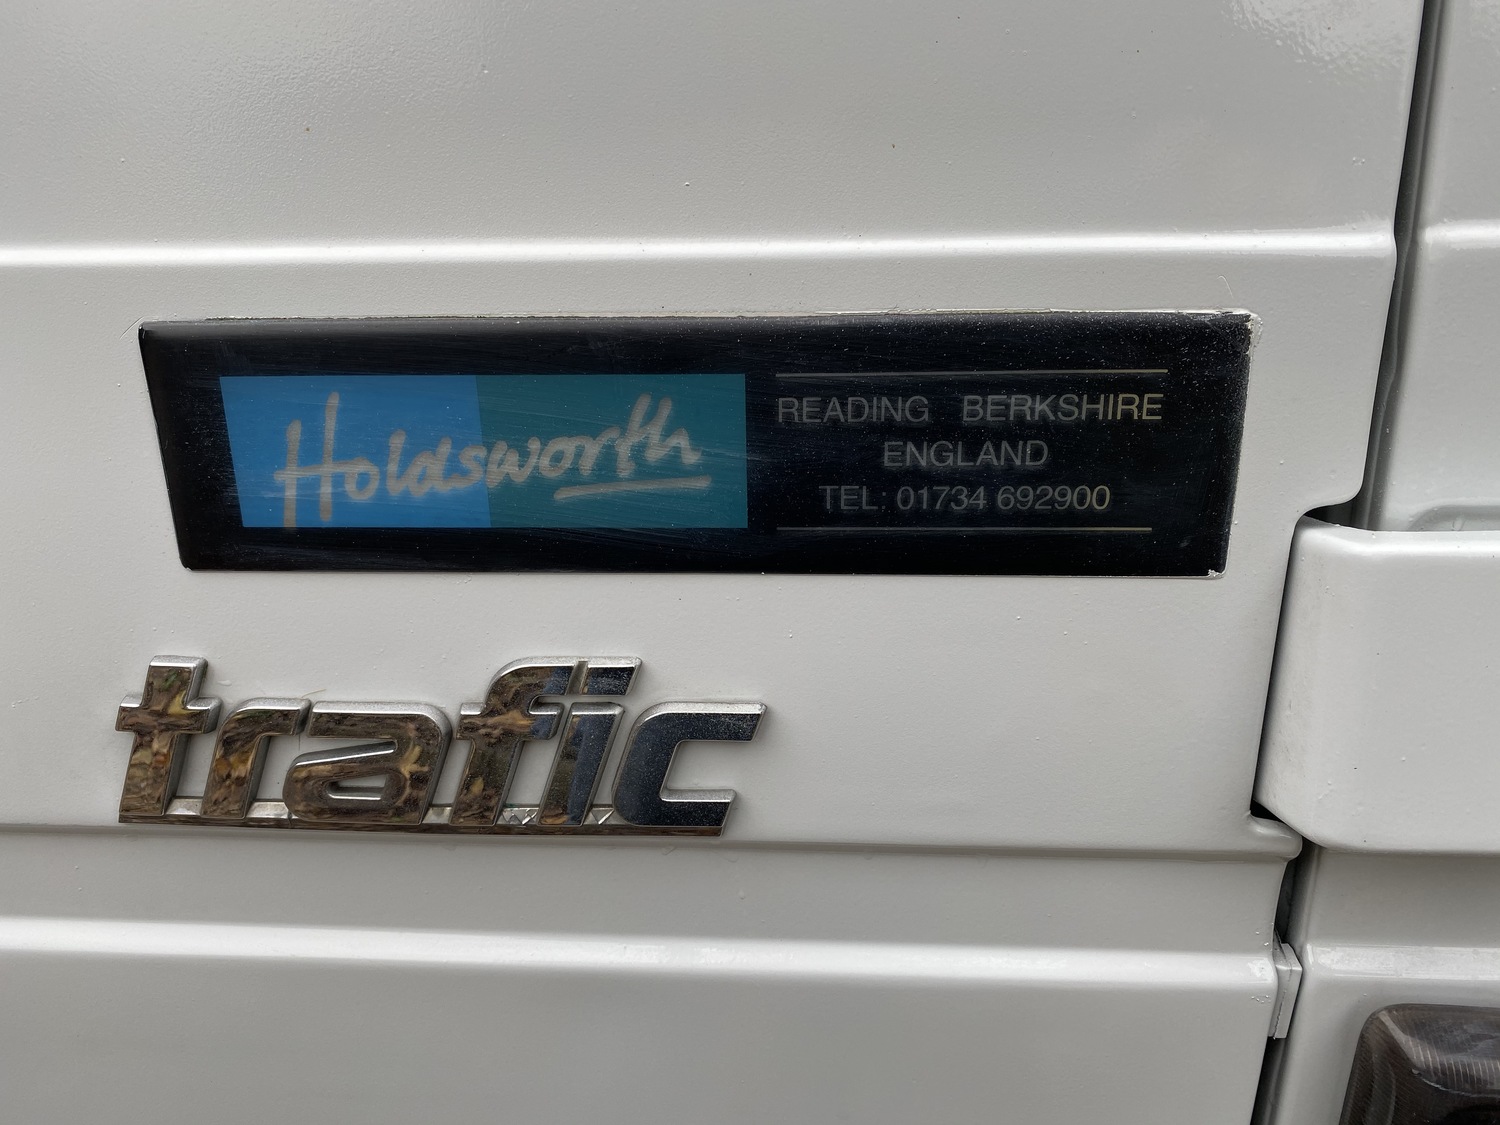 Holdsworth
READING BERKSHIRE
ENGLAND
TEL: 01734 692900
trafic